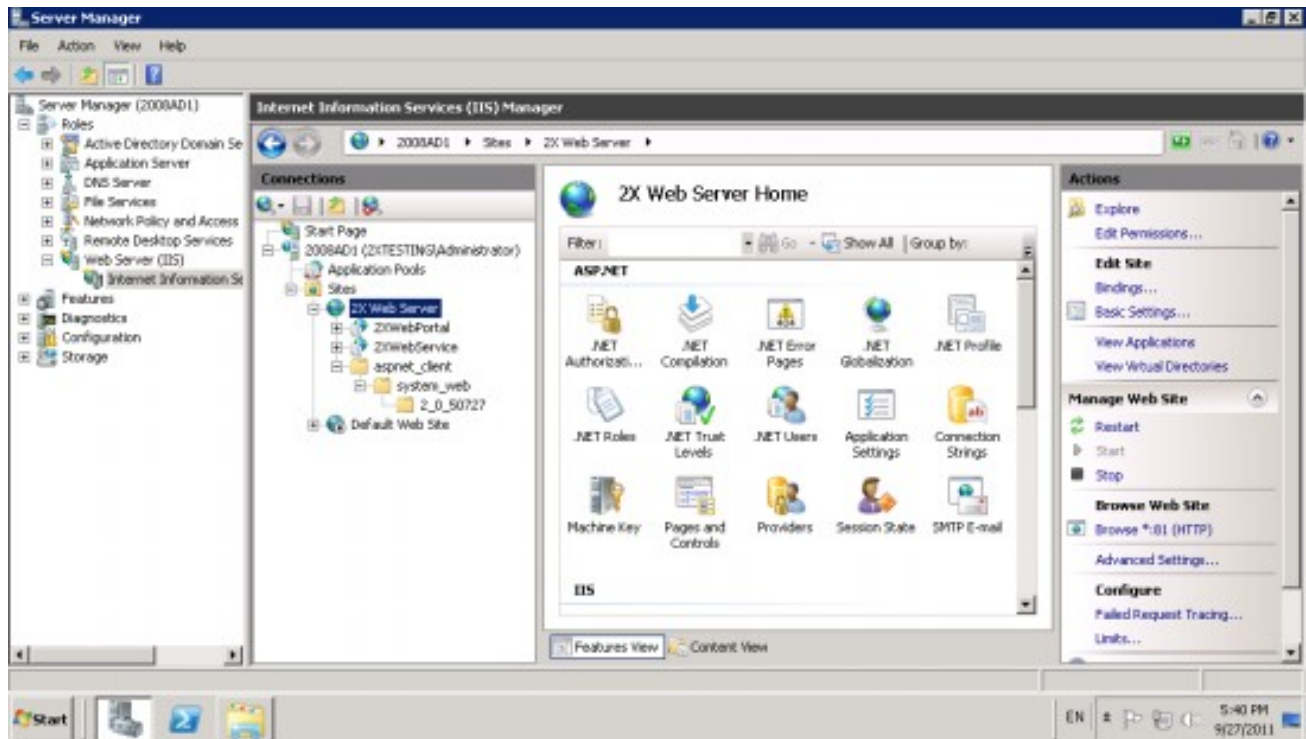 Server Manager
File Action View Help
Server Manager (2008AD1)
Roles
Active Directory Domain Se
Application Server
DNS Server
File Services
Network Policy and Access
Remote Desktop Services
Web Server (IIS)
Internet Information Se
Features
Diagnostics
Configuration
Storage
Internet Information Services (IIS) Manager
2008AD1 Sites 2X Web Server
Connections
Start Page
2008AD1 (2XTESTING\Administrator)
Application Pools
Sites
2X Web Server
2XWebPortal
2XWebService
aspnet_client
system_web
2_0_50727
Default Web Site
2X Web Server Home
Filter: Go Show All Group by:
ASP.NET
.NET Authorizati...
.NET Compilation
.NET Error Pages
.NET Globalization
.NET Profile
.NET Roles
.NET Trust Levels
.NET Users
Application Settings
Connection Strings
Machine Key
Pages and Controls
Providers
Session State
SMTP E-mail
IIS
Features View Content View
Actions
Explore
Edit Permissions...
Edit Site
Bindings...
Basic Settings...
View Applications
View Virtual Directories
Manage Web Site
Restart
Start
Stop
Browse Web Site
Browse *:81 (HTTP)
Advanced Settings...
Configure
Failed Request Tracing...
Limits...
Start
EN
5:40 PM
9/27/2011